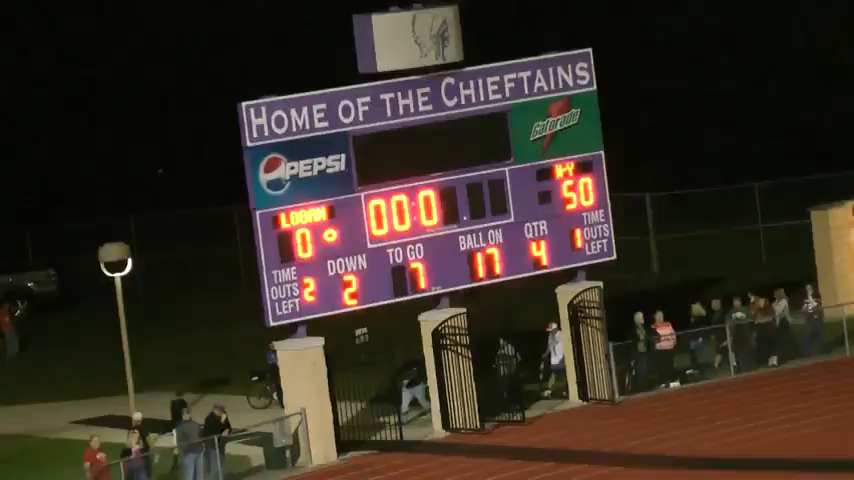 HOME OF THE CHIEFTAINS
PEPSI
Gatorade
LOGAN
0
00:0
K-Y
50
TIME OUTS LEFT 2
DOWN 2
TO GO 7
BALL ON 17
QTR 4
1 TIME OUTS LEFT